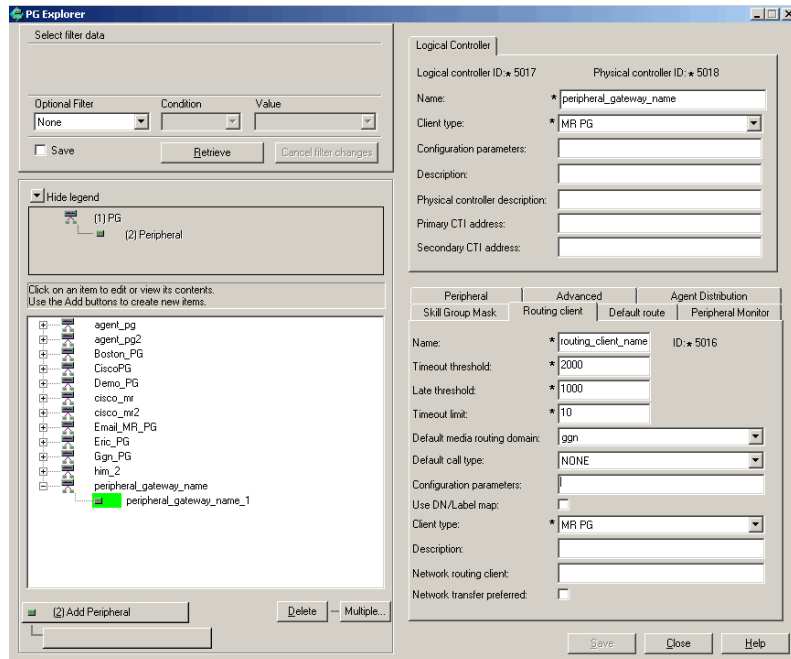 PG Explorer
Select filter data
Optional Filter Condition Value
None
Save Retrieve Cancel filter changes
Hide legend
(1) PG
(2) Peripheral
Click on an item to edit or view its contents.
Use the Add buttons to create new items.
agent_pg
agent_pg2
Boston_PG
CiscoPG
Demo_PG
cisco_mr
cisco_mr2
Email_MR_PG
Eric_PG
Ggn_PG
him_2
peripheral_gateway_name
peripheral_gateway_name_1
(2) Add Peripheral Delete Multiple...
Logical Controller
Logical controller ID:* 5017 Physical controller ID: * 5018
Name: * peripheral_gateway_name
Client type: * MR PG
Configuration parameters:
Description:
Physical controller description:
Primary CTI address:
Secondary CTI address:
Peripheral Advanced Agent Distribution
Skill Group Mask Routing client Default route Peripheral Monitor
Name: * routing_client_name ID:* 5016
Timeout threshold: * 2000
Late threshold: * 1000
Timeout limit: * 10
Default media routing domain: ggn
Default call type: NONE
Configuration parameters:
Use DN/Label map:
Client type: * MR PG
Description:
Network routing client:
Network transfer preferred:
Save Close Help